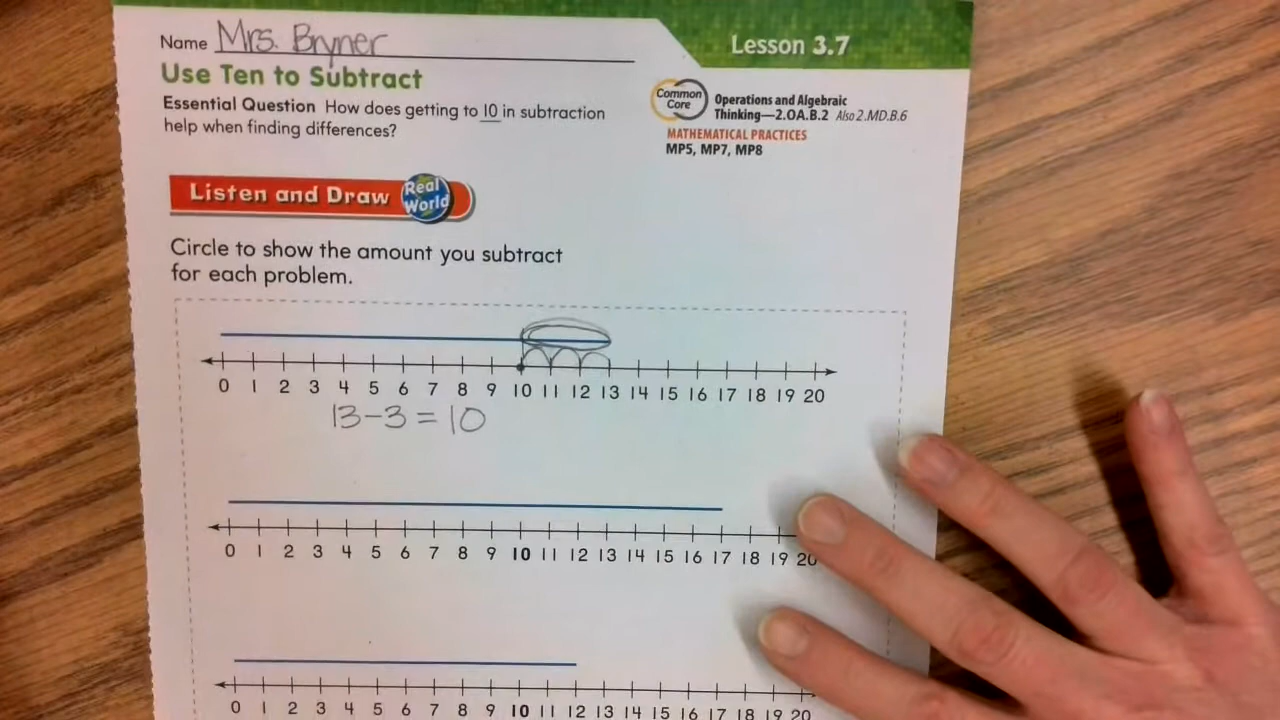 Name Mrs. Bryner
Lesson 3.7
Use Ten to Subtract
Essential Question How does getting to 10 in subtraction
help when finding differences?
Common
Core
Operations and Algebraic
Thinking—2.OA.B.2 Also 2.MD.B.6
MATHEMATICAL PRACTICES
MP5, MP7, MP8
Listen and Draw
Real
World
Circle to show the amount you subtract
for each problem.
0 1 2 3 4 5 6 7 8 9 10 11 12 13 14 15 16 17 18 19 20
13-3=10
0 1 2 3 4 5 6 7 8 9 10 11 12 13 14 15 16 17 18 19 20
0 1 2 3 4 5 6 7 8 9 10 11 12 13 14 15 16 17 18 19 20